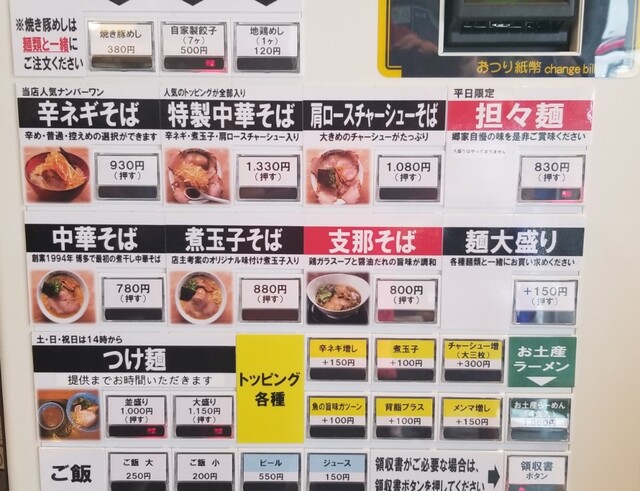 ※焼き豚めしは
麺類と一緒に
ご注文ください
焼き豚めし
380円
自家製餃子
(7ヶ)
500円
地鶏めし
(1ヶ)
120円
おつり紙幣 change bill
当店人気ナンバーワン
辛ネギそば
辛め・普通・控えめの選択ができます
930円
(押す)
人気のトッピングが全部入り
特製中華そば
辛ネギ・煮玉子・肩ロースチャーシュー入り
1,330円
(押す)
肩ロースチャーシューそば
大きめのチャーシューがたっぷり
1,080円
(押す)
平日限定
担々麺
郷家自慢の味を是非ご賞味ください
大盛りはやっておりません
830円
(押す)
中華そば
創業1994年 博多で最初の煮干し中華そば
780円
(押す)
煮玉子そば
店主考案のオリジナル味付け煮玉子入り
880円
(押す)
支那そば
鶏ガラスープと醤油だれの旨味が調和
800円
(押す)
麺大盛り
各種麺類と一緒にお買い求めください
+150円
(押す)
土・日・祝日は14時から
つけ麺
提供までお時間いただきます
並盛り
1,000円
(押す)
大盛り
1,150円
(押す)
トッピング
各種
辛ネギ増し
+150円
煮玉子
+100円
チャーシュー増
(大三枚)
+300円
魚の旨味ガツーン
+100円
背脂プラス
+100円
メンマ増し
+150円
お土産
ラーメン
お土産らーめん
ご飯
ご飯 大
250円
ご飯 小
200円
ビール
550円
ジュース
150円
領収書がご必要な場合は、
領収書ボタンを押してください
領収書
ボタン